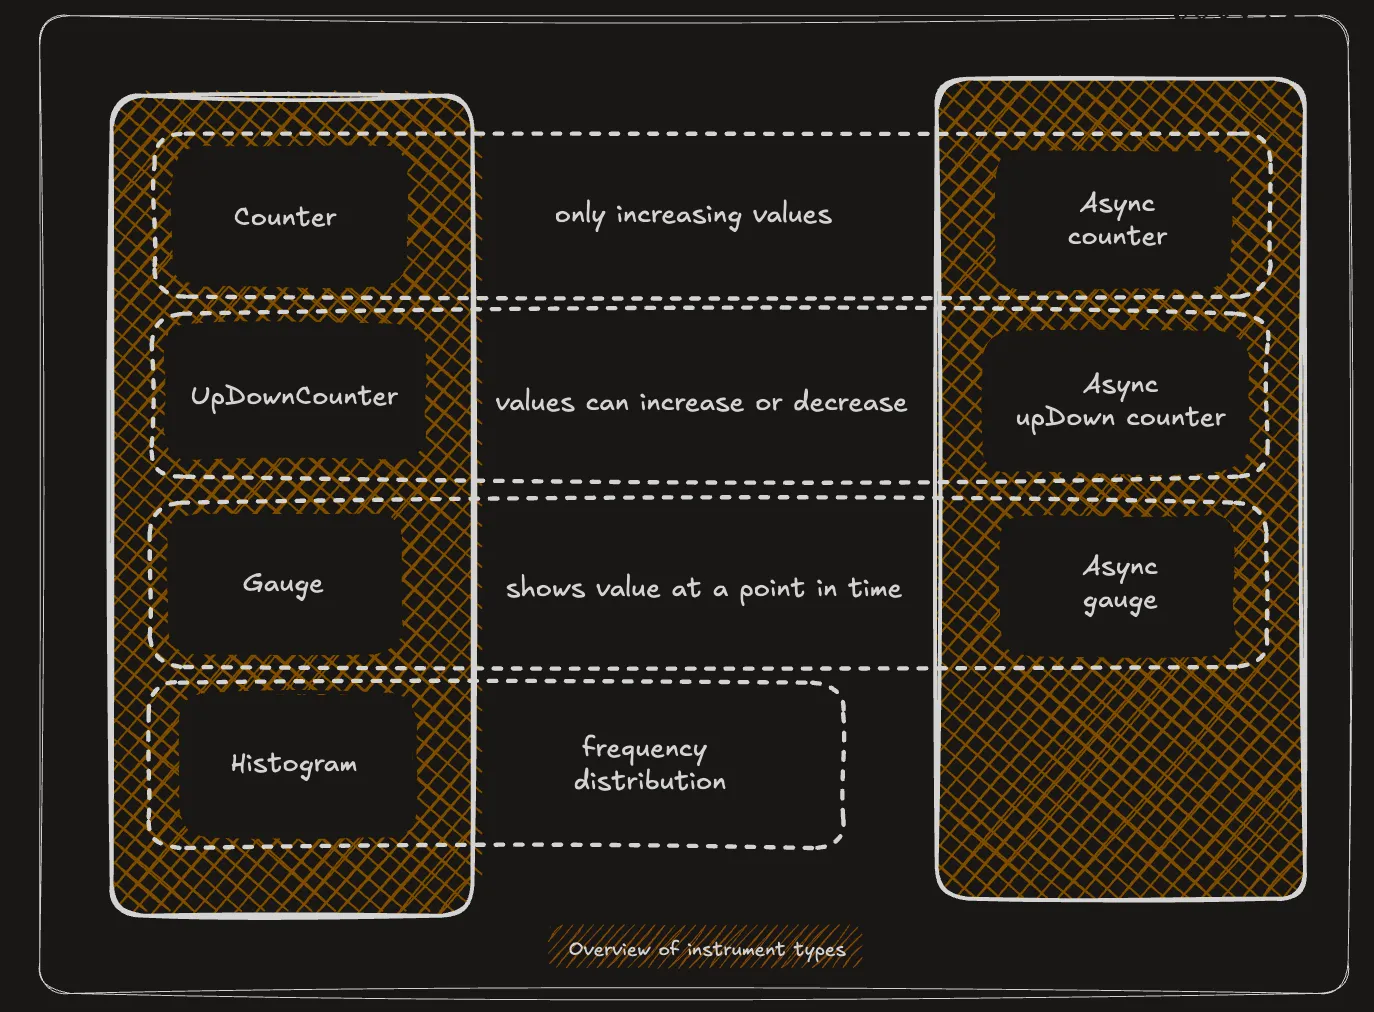 Counter
only increasing values
Async
counter
UpDownCounter
values can increase or decrease
Async
upDown counter
Gauge
shows value at a point in time
Async
gauge
Histogram
frequency
distribution
Overview of instrument types